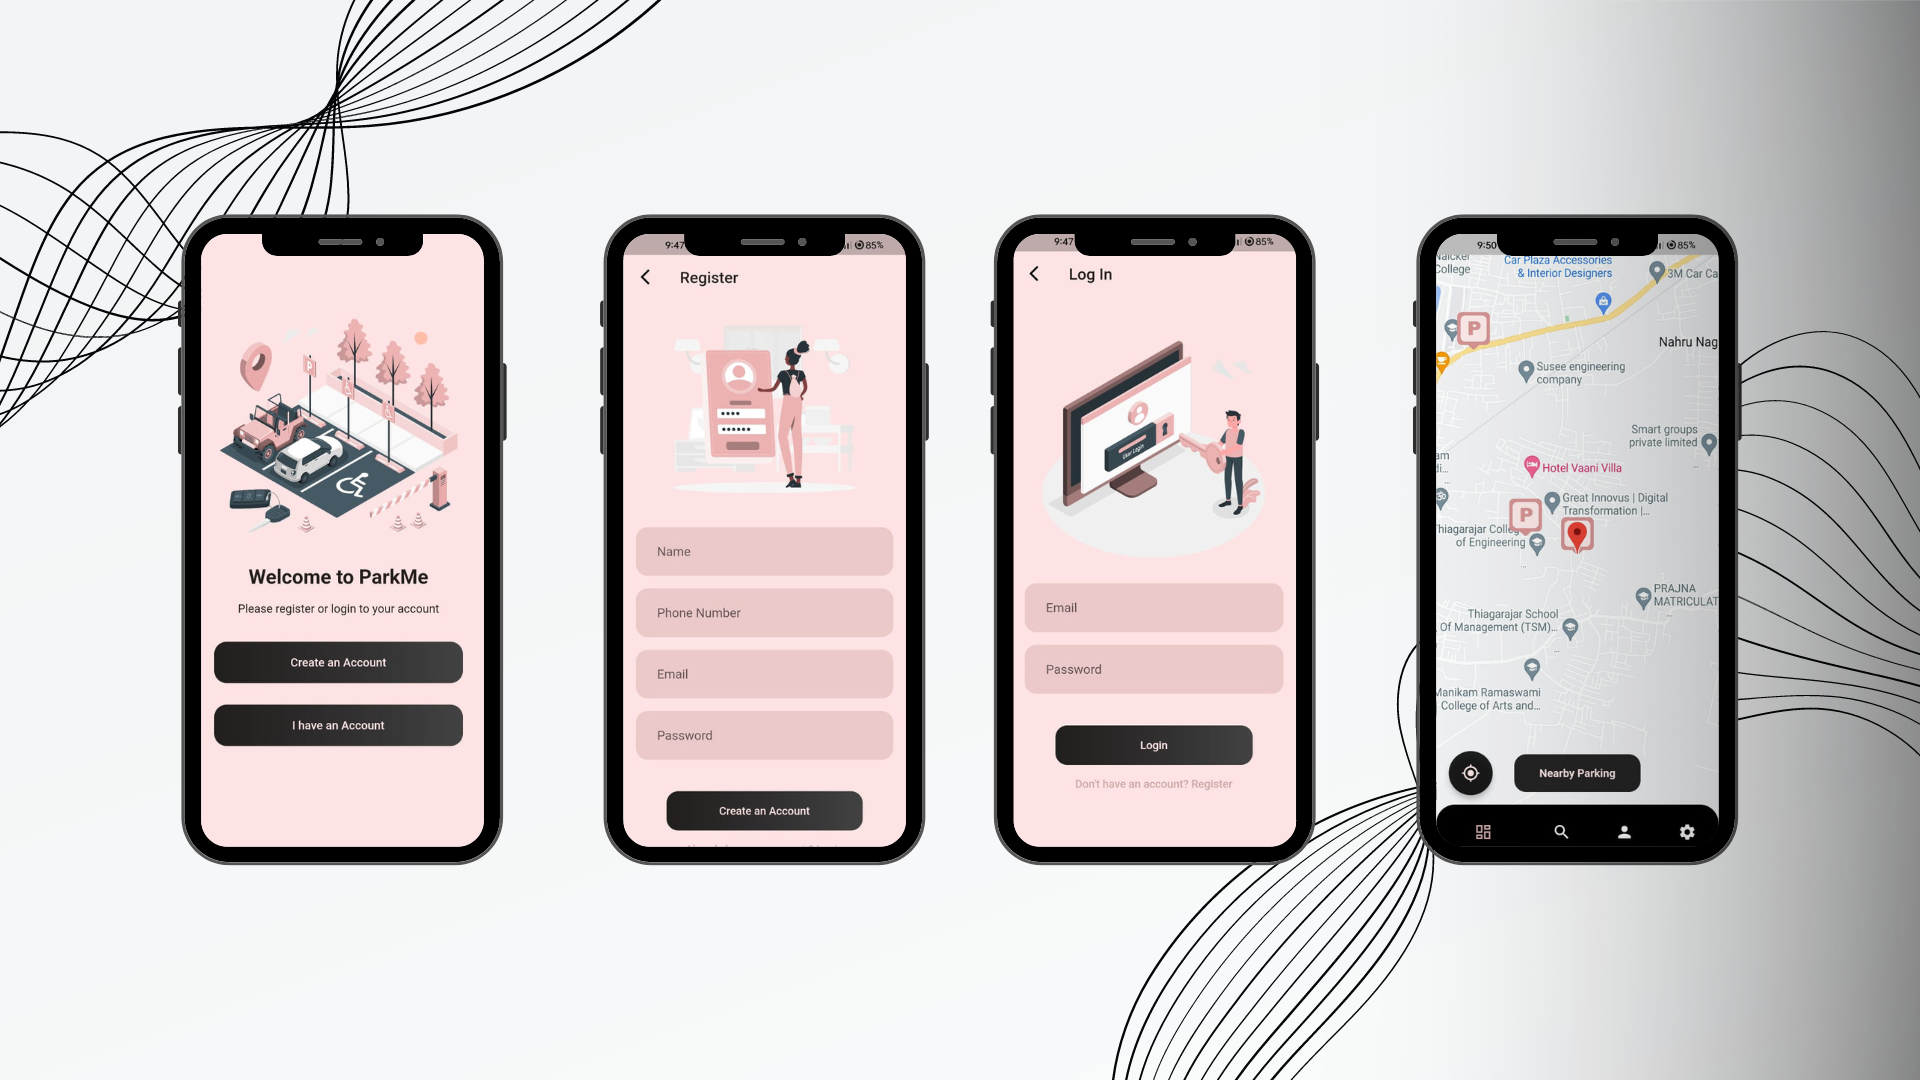 Welcome to ParkMe
Please register or login to your account
Create an Account
I have an Account
9:47
85%
Register
Name
Phone Number
Email
Password
Create an Account
9:47
85%
Log In
User Login
Email
Password
Login
Don't have an account? Register
9:50
85%
Naicker
College
Car Plaza Accessories
& Interior Designers
3M Car Ca
P
Nahru Nag
Susee engineering
company
Smart groups
private limited
...
am
di...
Hotel Vaani Villa
Great Innovus | Digital
Transformation |...
P
Thiagarajar College
of Engineering
...
PRAJNA
MATRICULAT
...
Thiagarajar School
Of Management (TSM)...
...
Manikam Ramaswami
College of Arts and...
Nearby Parking